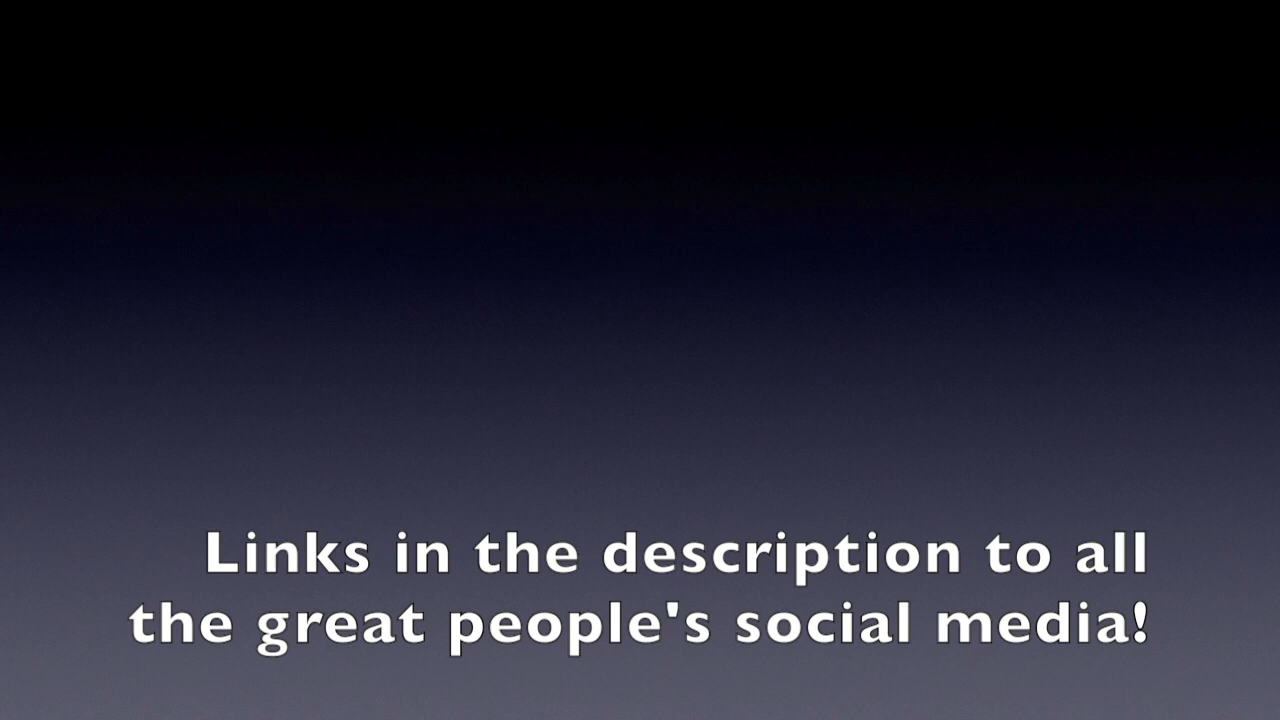 Links in the description to all
the great people's social media!